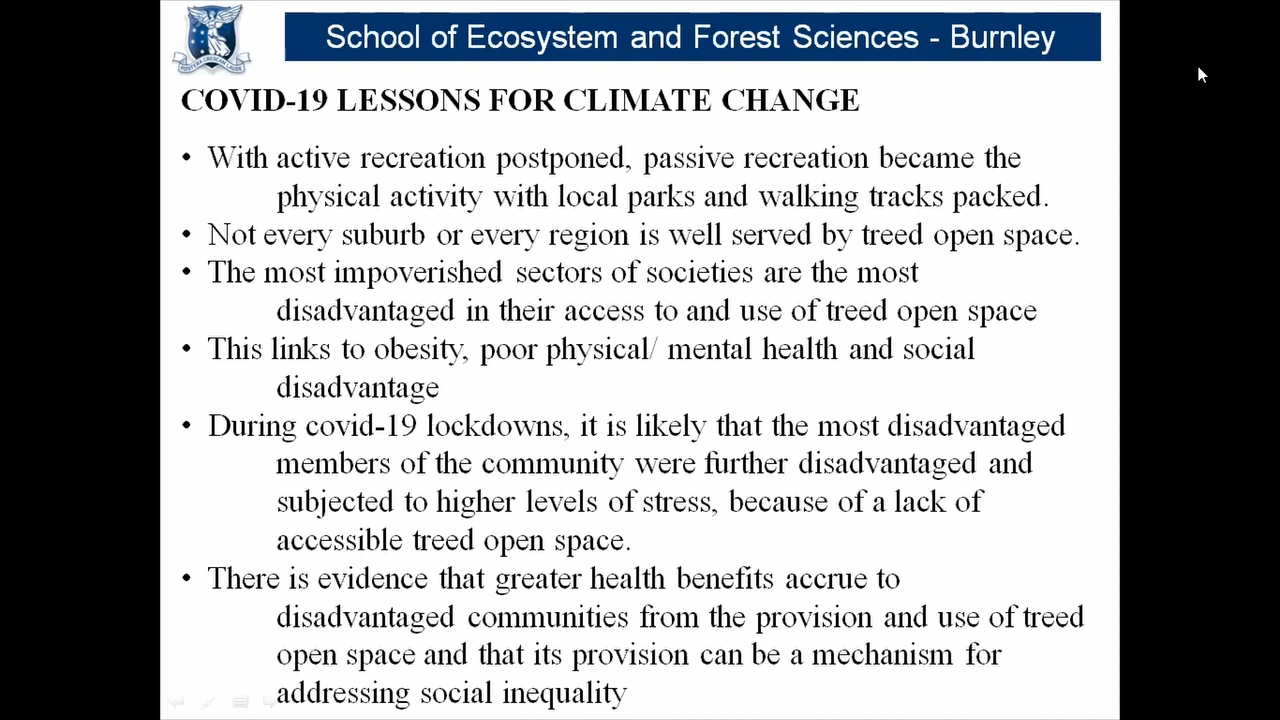 School of Ecosystem and Forest Sciences - Burnley
POSTERA CRESCAM LAUDE
COVID-19 LESSONS FOR CLIMATE CHANGE
• With active recreation postponed, passive recreation became the
physical activity with local parks and walking tracks packed.
• Not every suburb or every region is well served by treed open space.
• The most impoverished sectors of societies are the most
disadvantaged in their access to and use of treed open space
• This links to obesity, poor physical/ mental health and social
disadvantage
• During covid-19 lockdowns, it is likely that the most disadvantaged
members of the community were further disadvantaged and
subjected to higher levels of stress, because of a lack of
accessible treed open space.
• There is evidence that greater health benefits accrue to
disadvantaged communities from the provision and use of treed
open space and that its provision can be a mechanism for
addressing social inequality